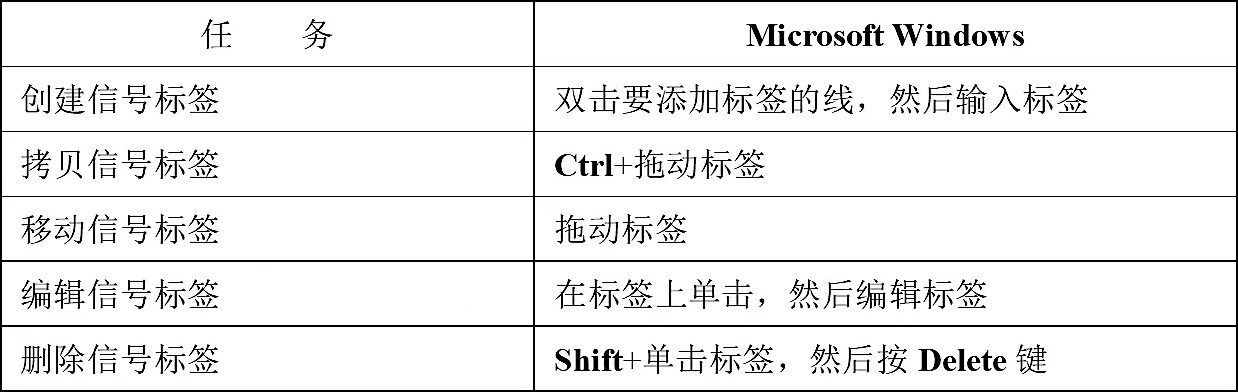 任 务 Microsoft Windows
创建信号标签 双击要添加标签的线，然后输入标签
拷贝信号标签 Ctrl+拖动标签
移动信号标签 拖动标签
编辑信号标签 在标签上单击，然后编辑标签
删除信号标签 Shift+单击标签，然后按 Delete 键